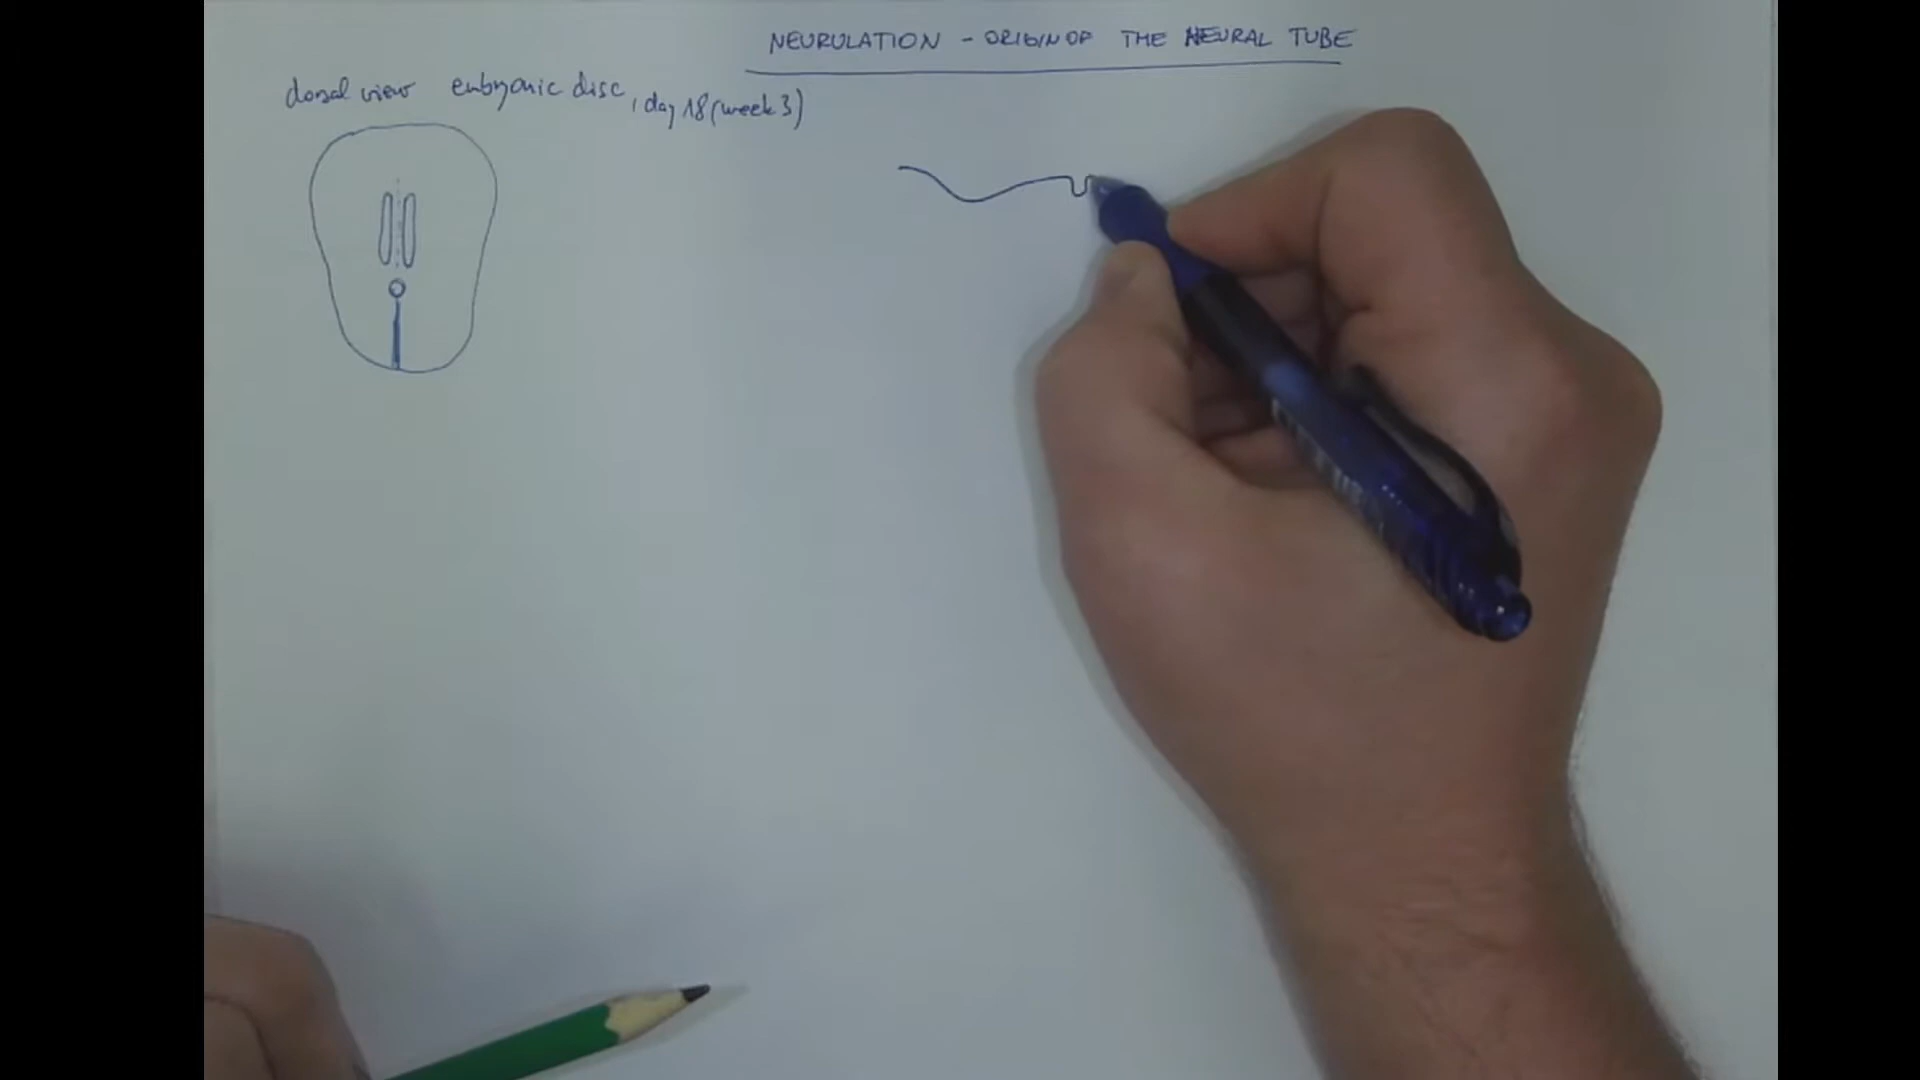 NEURULATION - ORIGIN OF THE NEURAL TUBE
dorsal view embryonic disc, day 18 (week 3)